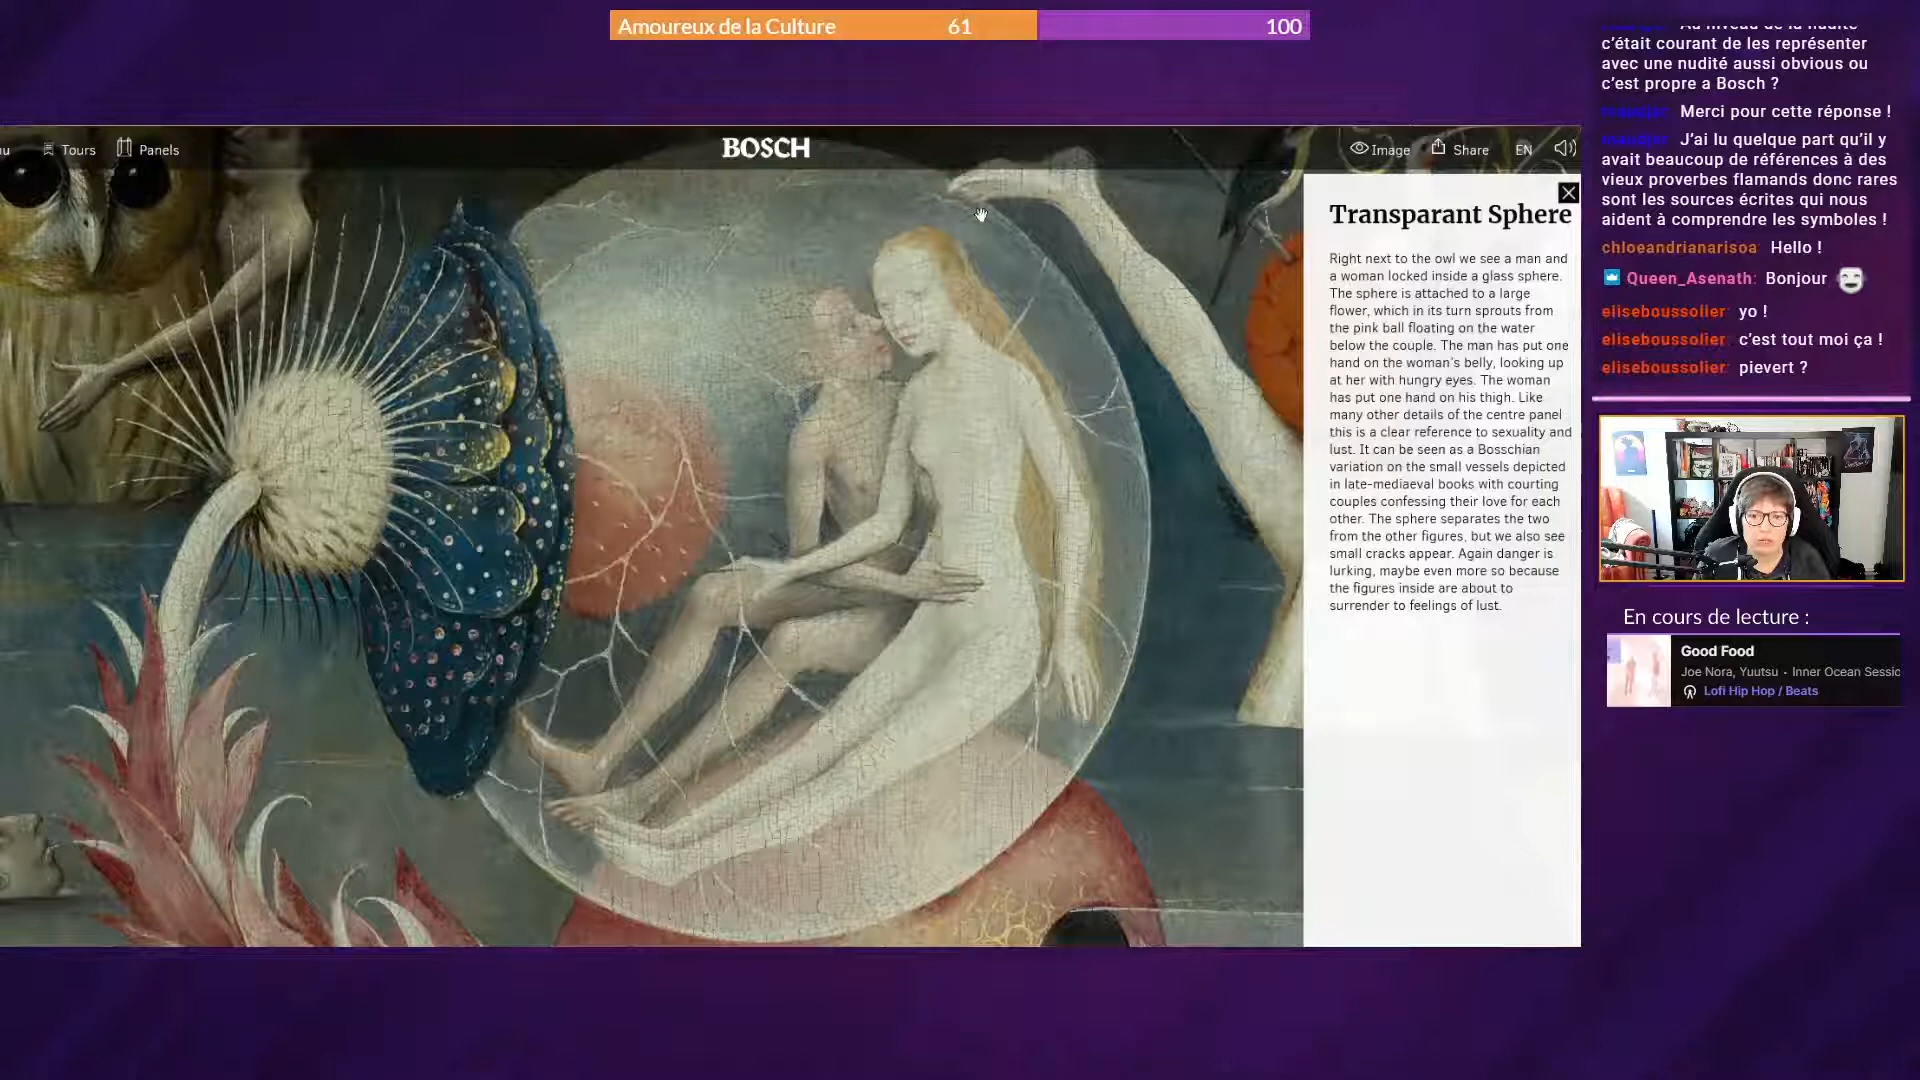 Amoureux de la Culture 61 100
Tours Panels
BOSCH
Image Share EN
Transparant Sphere
Right next to the owl we see a man and
a woman locked inside a glass sphere.
The sphere is attached to a large
flower, which in its turn sprouts from
the pink ball floating on the water
below the couple. The man has put one
hand on the woman's belly, looking up
at her with hungry eyes. The woman
has put one hand on his thigh. Like
many other details of the centre panel
this is a clear reference to sexuality and
lust. It can be seen as a Bosschian
variation on the small vessels depicted
in late-mediaeval books with courting
couples confessing their love for each
other. The sphere separates the two
from the other figures, but we also see
small cracks appear. Again danger is
lurking, maybe even more so because
the figures inside are about to
surrender to feelings of lust.
Au niveau de la nudité
c'était courant de les représenter
avec une nudité aussi obvious ou
c'est propre a Bosch ?
Merci pour cette réponse !
J'ai lu quelque part qu'il y
avait beaucoup de références à des
vieux proverbes flamands donc rares
sont les sources écrites qui nous
aident à comprendre les symboles !
chloeandrianarisoa: Hello !
Queen_Asenath: Bonjour
eliseboussolier: yo !
eliseboussolier: c'est tout moi ça !
eliseboussolier: pievert ?
En cours de lecture :
Good Food
Joe Nora, Yuutsu • Inner Ocean Sessio
Lofi Hip Hop / Beats